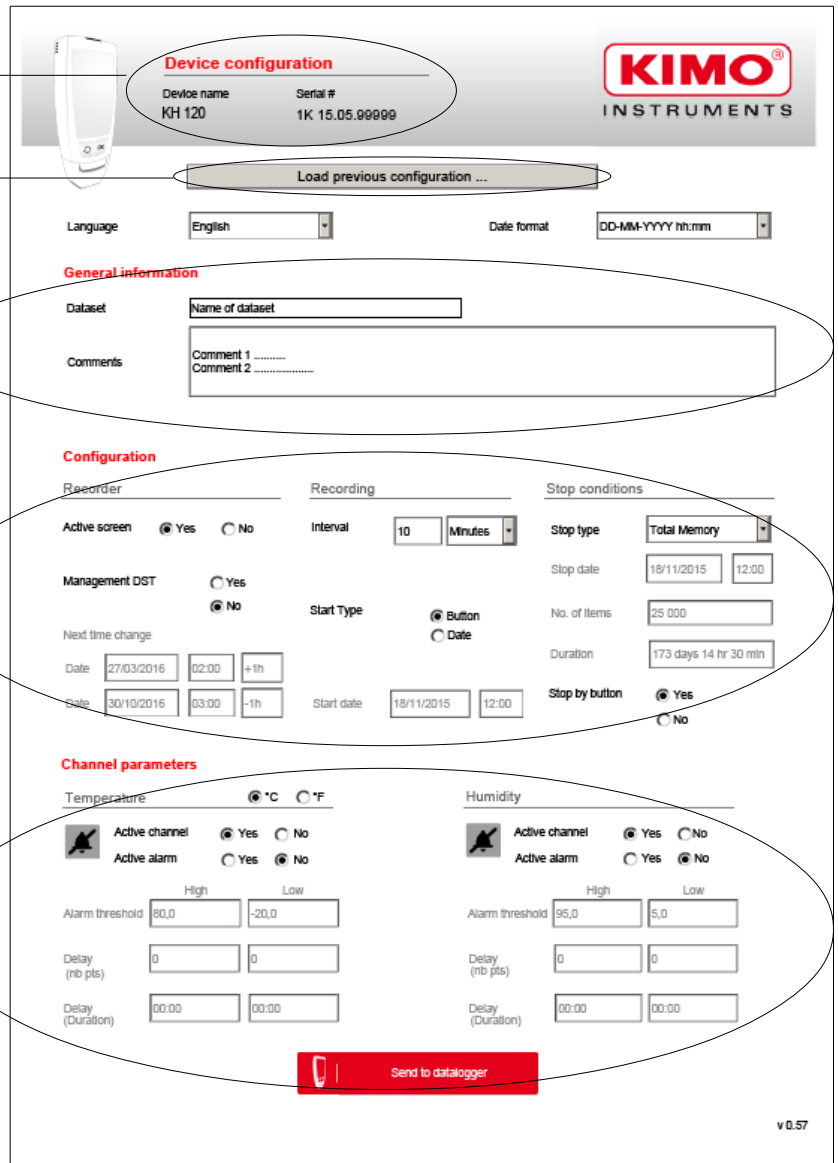 Device configuration
Device name Serial #
KH 120 1K 15.05.99999
KIMO®
INSTRUMENTS
Load previous configuration ...
Language English Date format DD-MM-YYYY hh:mm
General information
Dataset Name of dataset
Comments
Comment 1 ..........
Comment 2 ...................
Configuration
Recorder Recording Stop conditions
Active screen Yes No Interval 10 Minutes Stop type Total Memory
Stop date 18/11/2015 12:00
Management DST Yes
No
Start Type Button
Date
No. of Items 25 000
Next time change
Duration 173 days 14 hr 30 min
Date 27/03/2016 02:00 +1h
Date 30/10/2016 03:00 -1h Start date 18/11/2015 12:00 Stop by button Yes
No
Channel parameters
Temperature °C °F Humidity
Active channel Yes No Active channel Yes No
Active alarm Yes No Active alarm Yes No
High Low High Low
Alarm threshold 80,0 -20,0 Alarm threshold 95,0 5,0
Delay
(nb pts) 0 0 Delay
(nb pts) 0 0
Delay
(Duration) 00:00 00:00 Delay
(Duration) 00:00 00:00
Send to datalogger
v 0.57